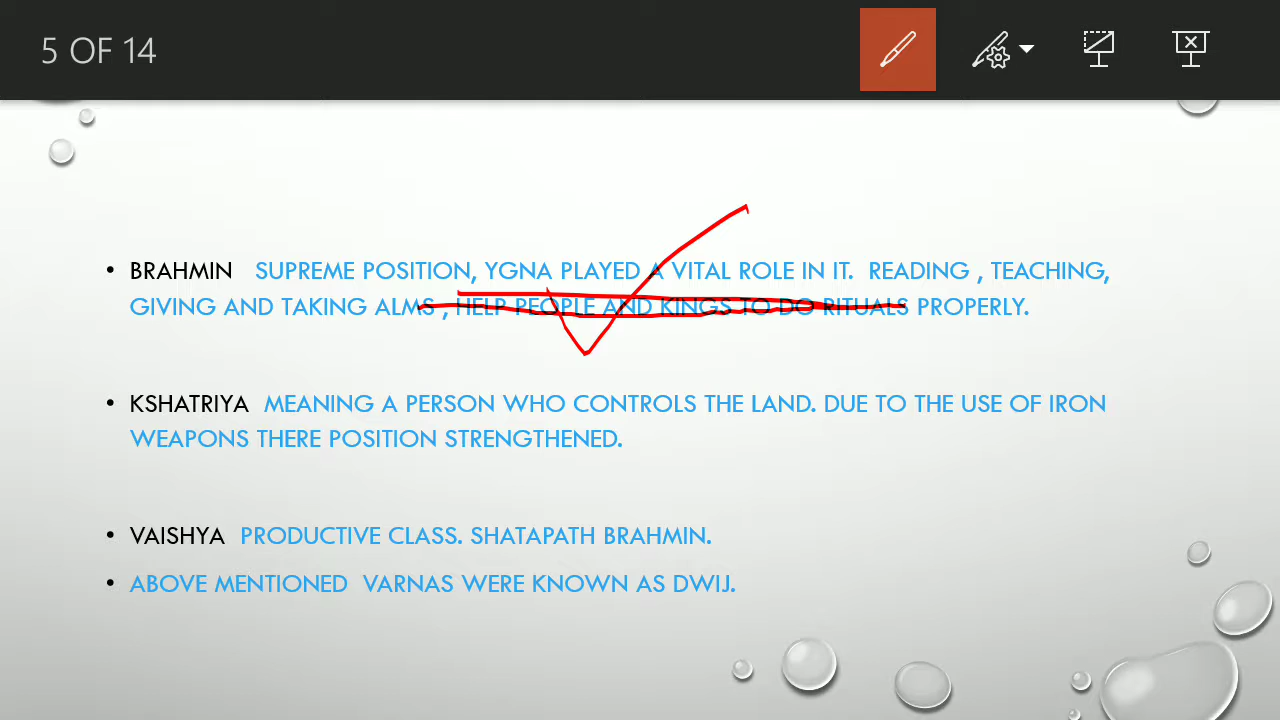 5 OF 14
• BRAHMIN SUPREME POSITION, YGNA PLAYED A VITAL ROLE IN IT. READING , TEACHING,
GIVING AND TAKING ALMS , HELP PEOPLE AND KINGS TO DO RITUALS PROPERLY.
• KSHATRIYA MEANING A PERSON WHO CONTROLS THE LAND. DUE TO THE USE OF IRON
WEAPONS THERE POSITION STRENGTHENED.
• VAISHYA PRODUCTIVE CLASS. SHATAPATH BRAHMIN.
• ABOVE MENTIONED VARNAS WERE KNOWN AS DWIJ.